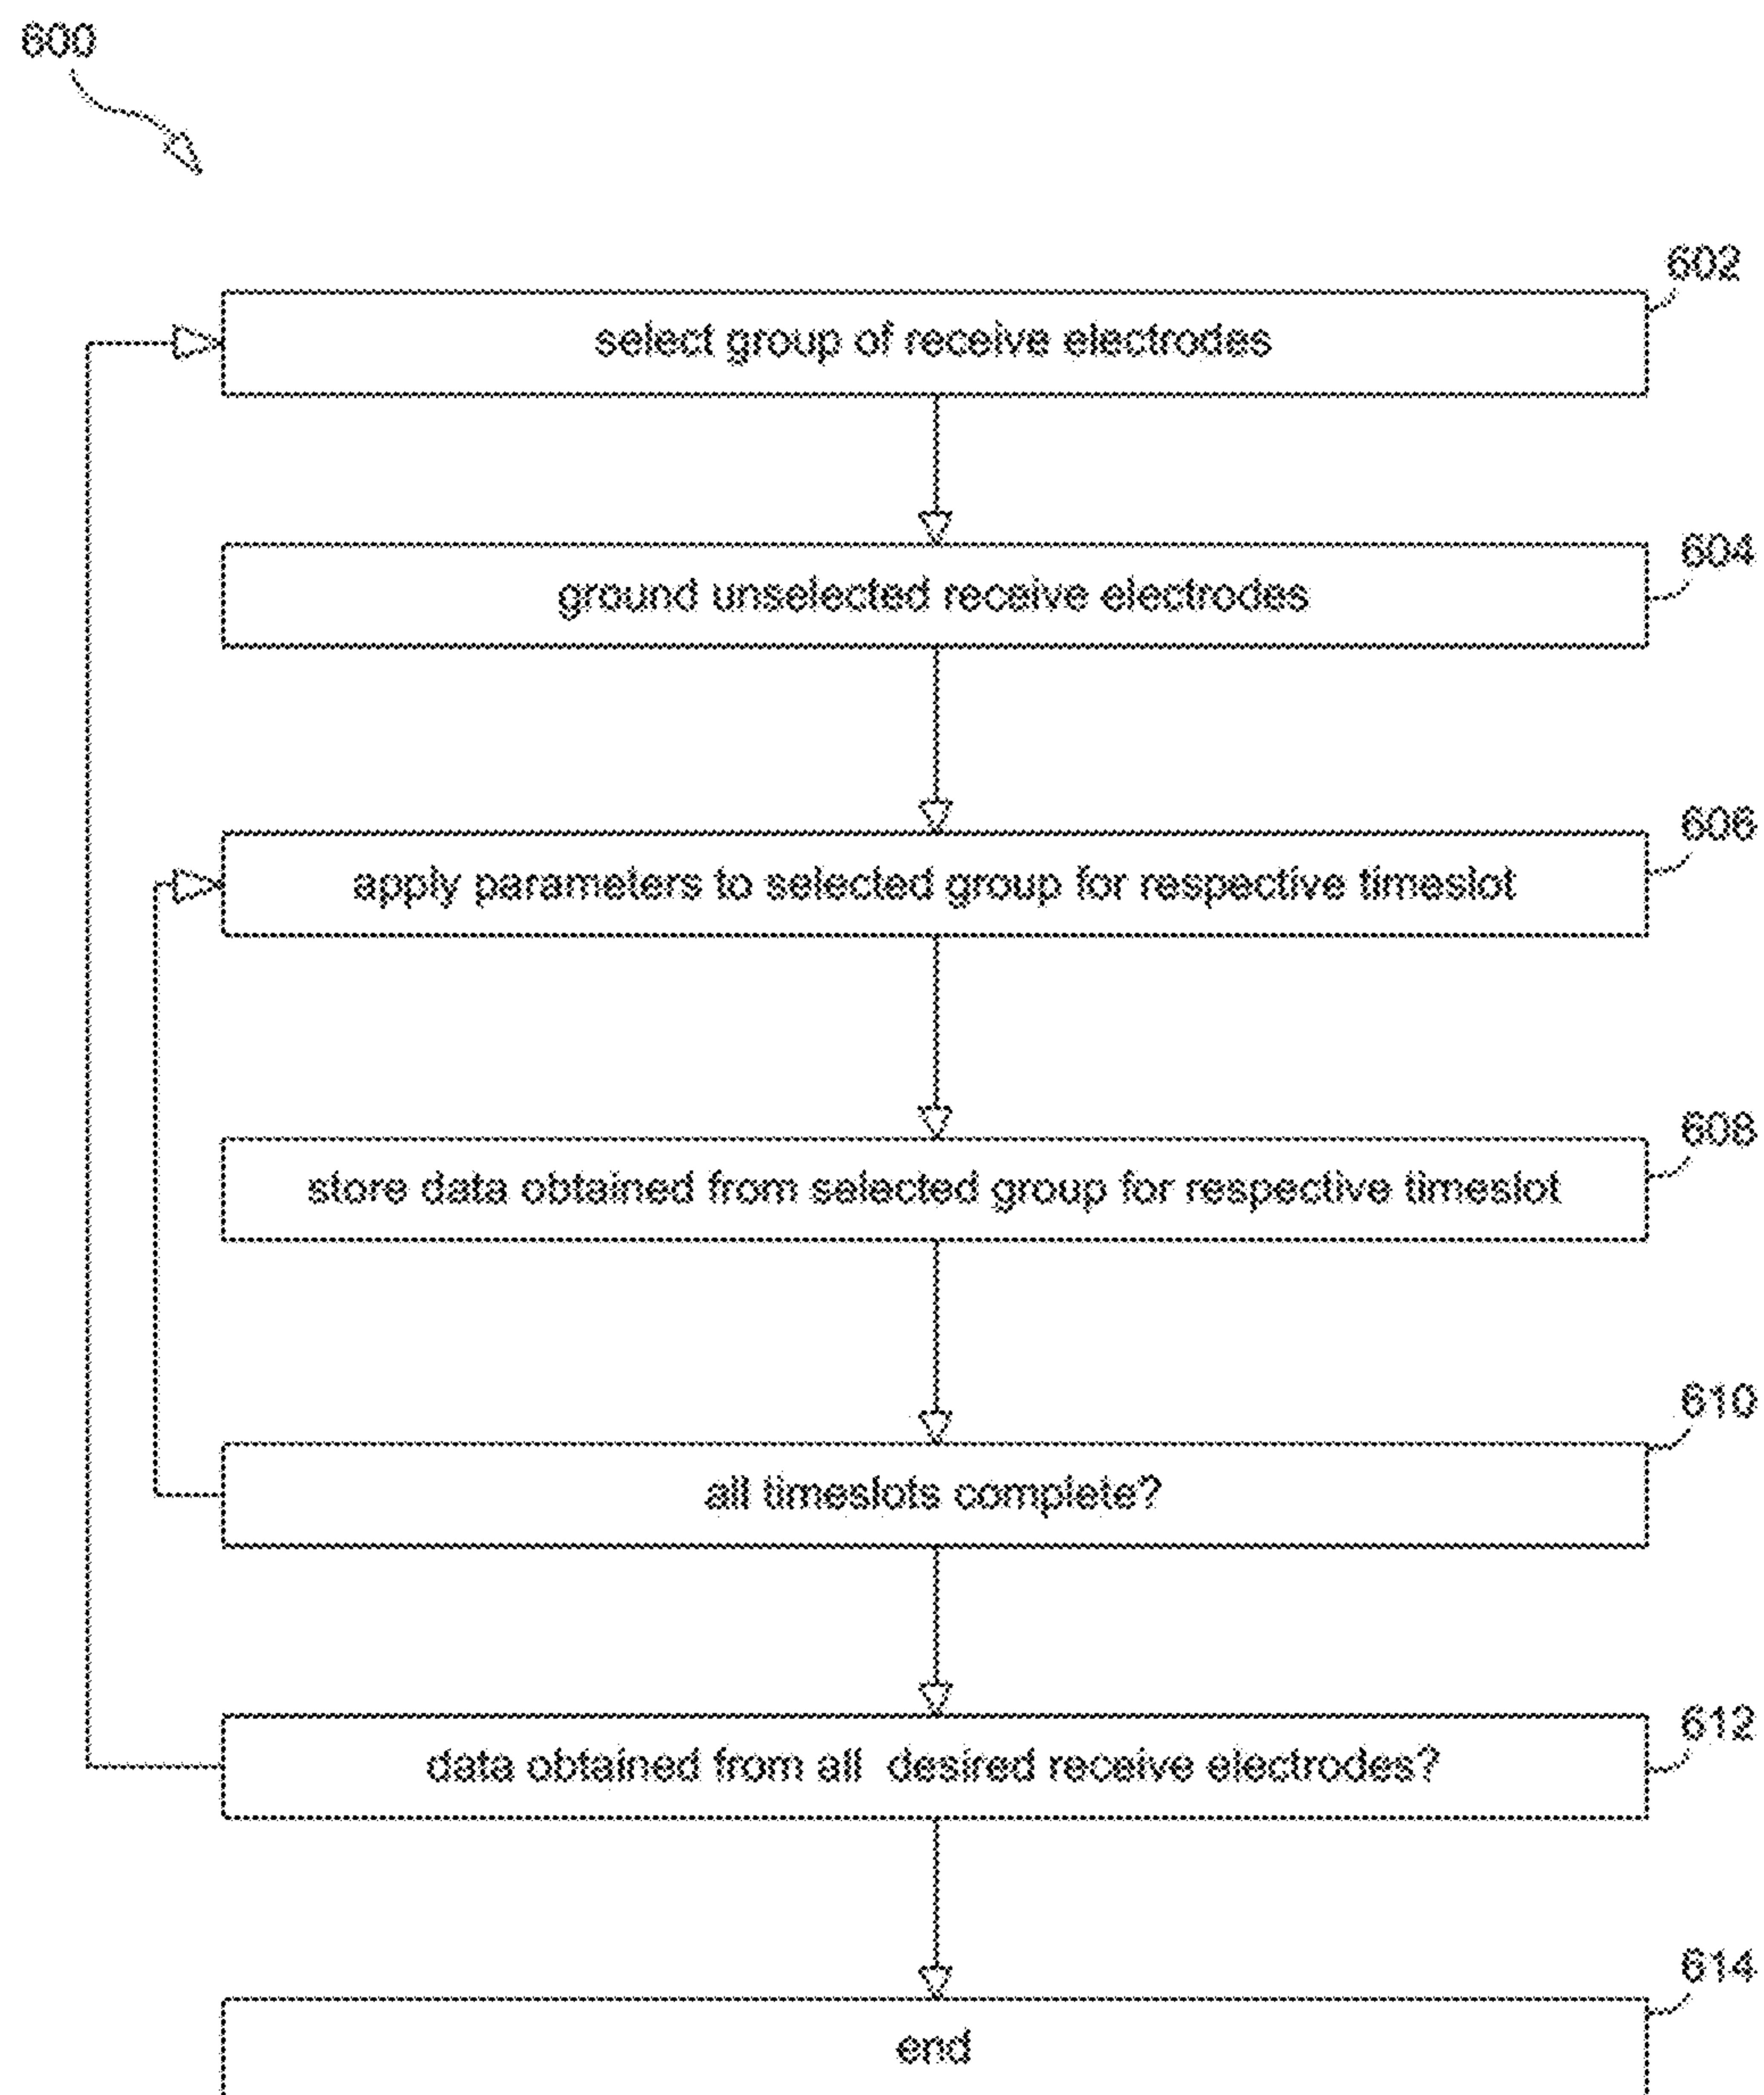 600
602
select group of receive electrodes
604
ground unselected receive electrodes
606
apply parameters to selected group for respective timeslot
608
store data obtained from selected group for respective timeslot
610
all timeslots complete?
612
data obtained from all desired receive electrodes?
614
end